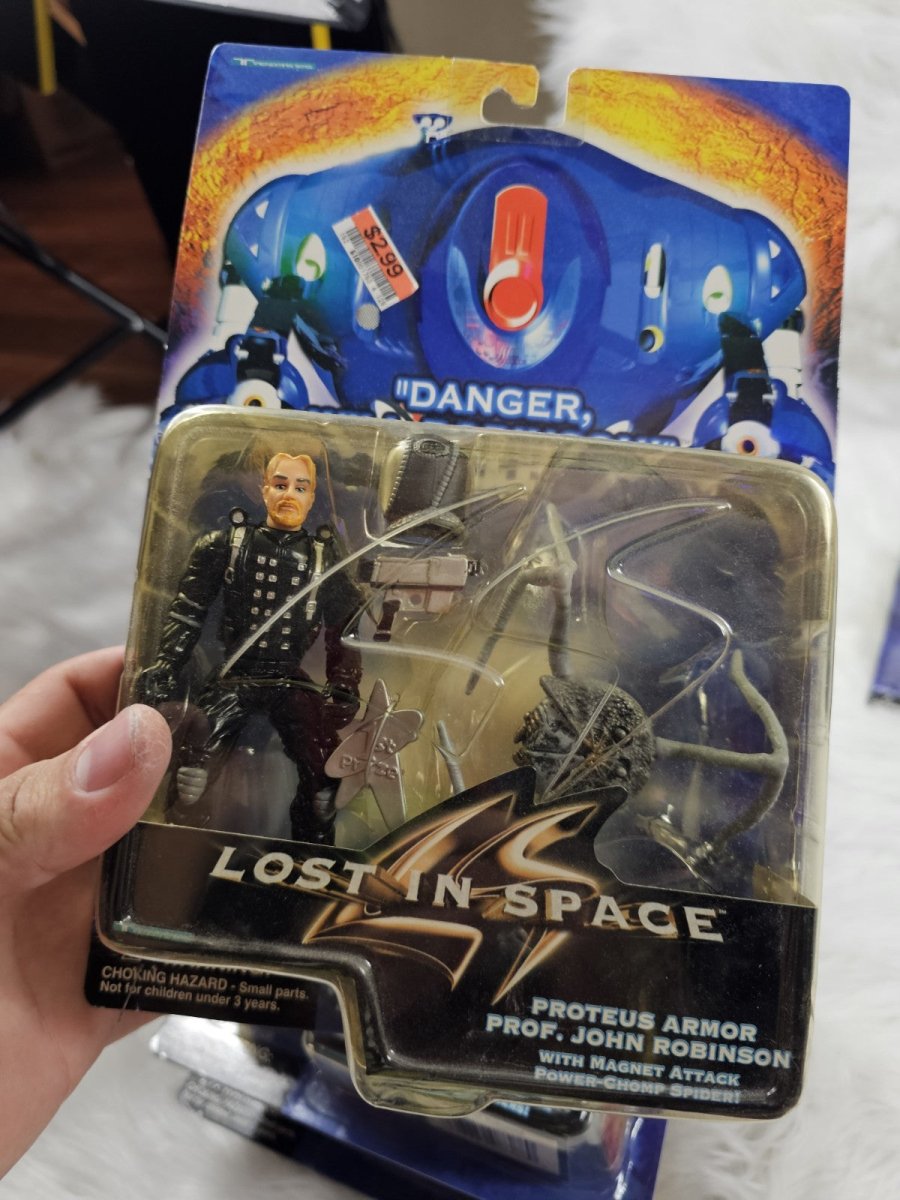 $2.99
"DANGER,
LOST IN SPACE™
CHOKING HAZARD - Small parts.
Not for children under 3 years.
PROTEUS ARMOR
PROF. JOHN ROBINSON
WITH MAGNET ATTACK
POWER-CHOMP SPIDER!